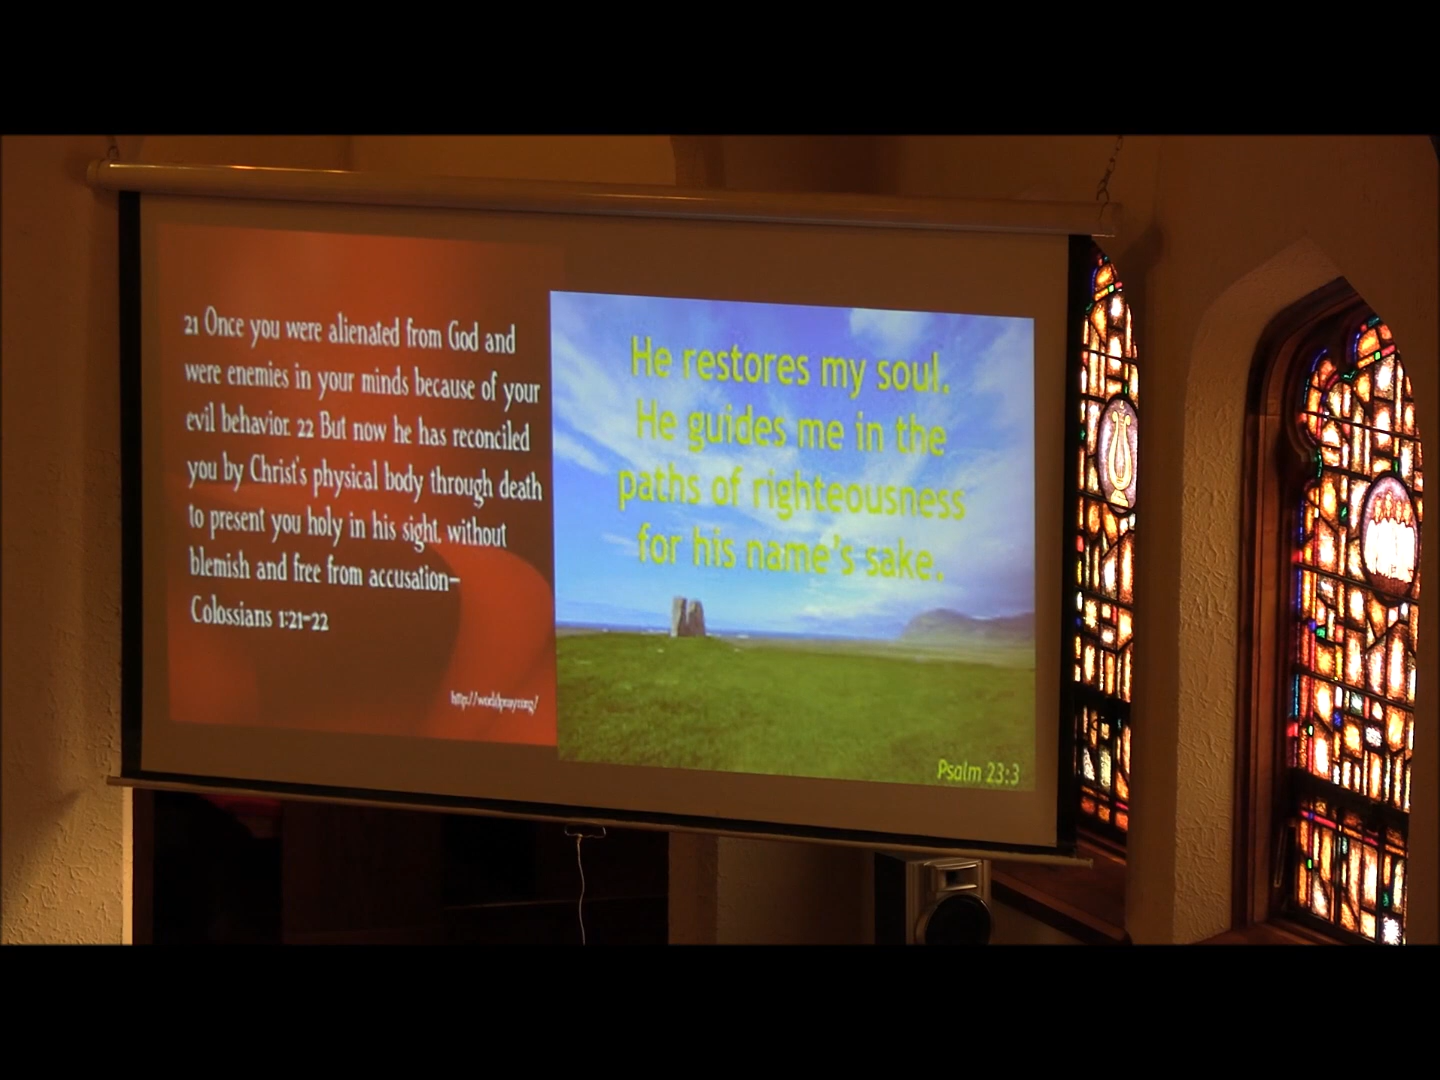 21 Once you were alienated from God and
were enemies in your minds because of your
evil behavior. 22 But now he has reconciled
you by Christ's physical body through death
to present you holy in his sight, without
blemish and free from accusation–
Colossians 1:21-22
He restores my soul.
He guides me in the
paths of righteousness
for his name's sake.
Psalm 23:3